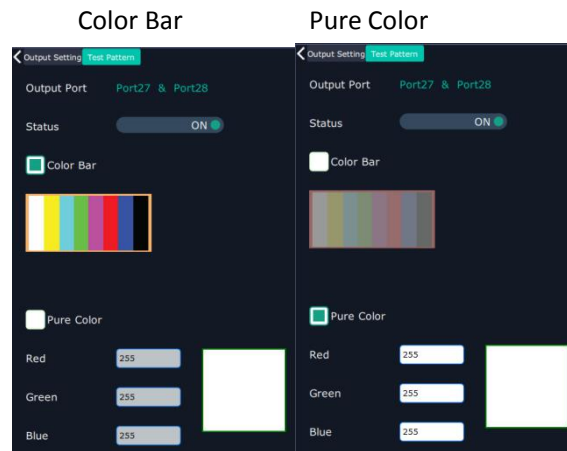 Color Bar
Pure Color
Output Setting Test Pattern
Output Port Port27 & Port28
Status ON
Color Bar
Pure Color
Red 255
Green 255
Blue 255
Output Setting Test Pattern
Output Port Port27 & Port28
Status ON
Color Bar
Pure Color
Red 255
Green 255
Blue 255